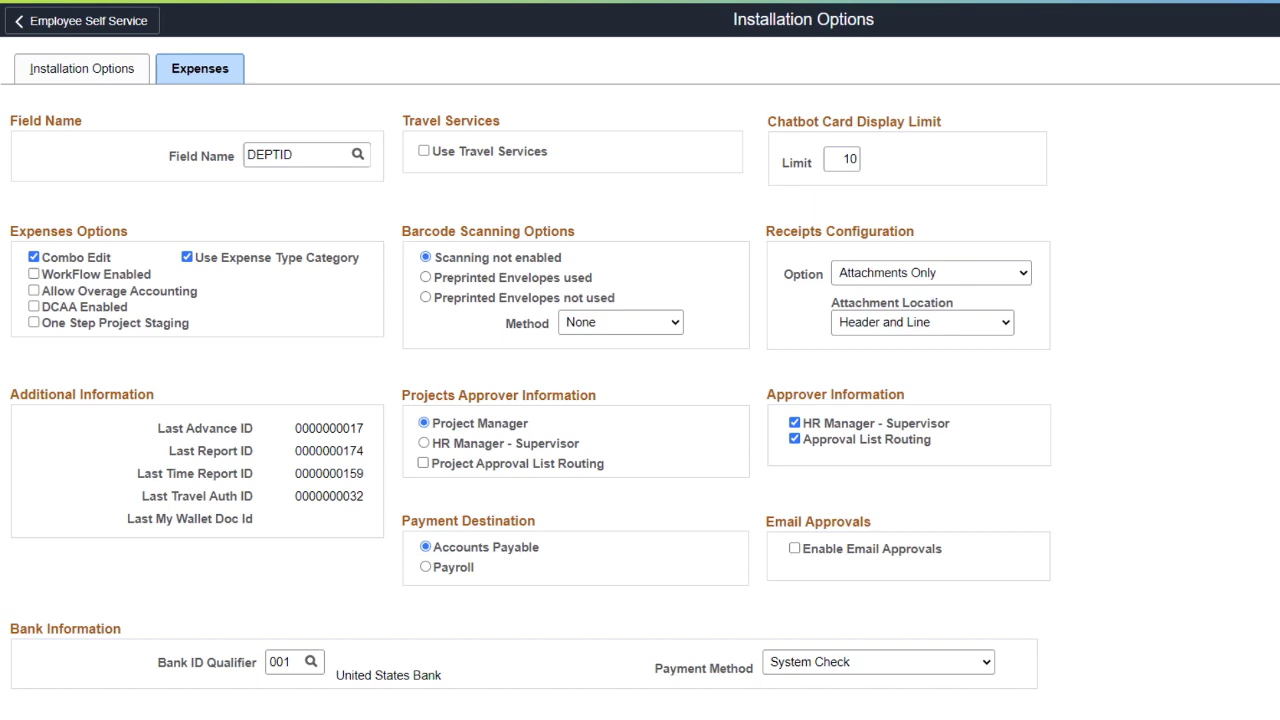 Employee Self Service
Installation Options
Installation Options
Expenses
Field Name
Field Name DEPTID
Travel Services
Use Travel Services
Chatbot Card Display Limit
Limit 10
Expenses Options
Combo Edit Use Expense Type Category
WorkFlow Enabled
Allow Overage Accounting
DCAA Enabled
One Step Project Staging
Barcode Scanning Options
Scanning not enabled
Preprinted Envelopes used
Preprinted Envelopes not used
Method None
Receipts Configuration
Option Attachments Only
Attachment Location
Header and Line
Additional Information
Last Advance ID 0000000017
Last Report ID 0000000174
Last Time Report ID 0000000159
Last Travel Auth ID 0000000032
Last My Wallet Doc Id
Projects Approver Information
Project Manager
HR Manager - Supervisor
Project Approval List Routing
Approver Information
HR Manager - Supervisor
Approval List Routing
Payment Destination
Accounts Payable
Payroll
Email Approvals
Enable Email Approvals
Bank Information
Bank ID Qualifier 001
United States Bank
Payment Method System Check